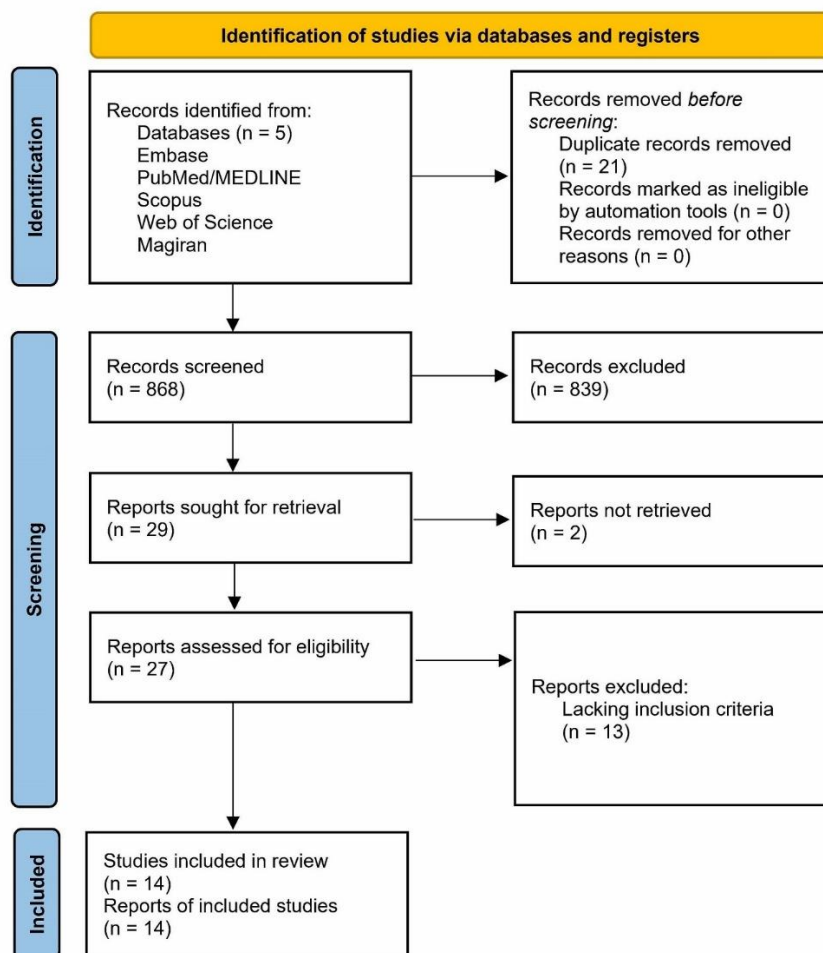 Identification of studies via databases and registers
Identification
Records identified from:
Databases (n = 5)
Embase
PubMed/MEDLINE
Scopus
Web of Science
Magiran
Records removed before
screening:
Duplicate records removed
(n = 21)
Records marked as ineligible
by automation tools (n = 0)
Records removed for other
reasons (n = 0)
Screening
Records screened
(n = 868)
Records excluded
(n = 839)
Reports sought for retrieval
(n = 29)
Reports not retrieved
(n = 2)
Reports assessed for eligibility
(n = 27)
Reports excluded:
Lacking inclusion criteria
(n = 13)
Included
Studies included in review
(n = 14)
Reports of included studies
(n = 14)